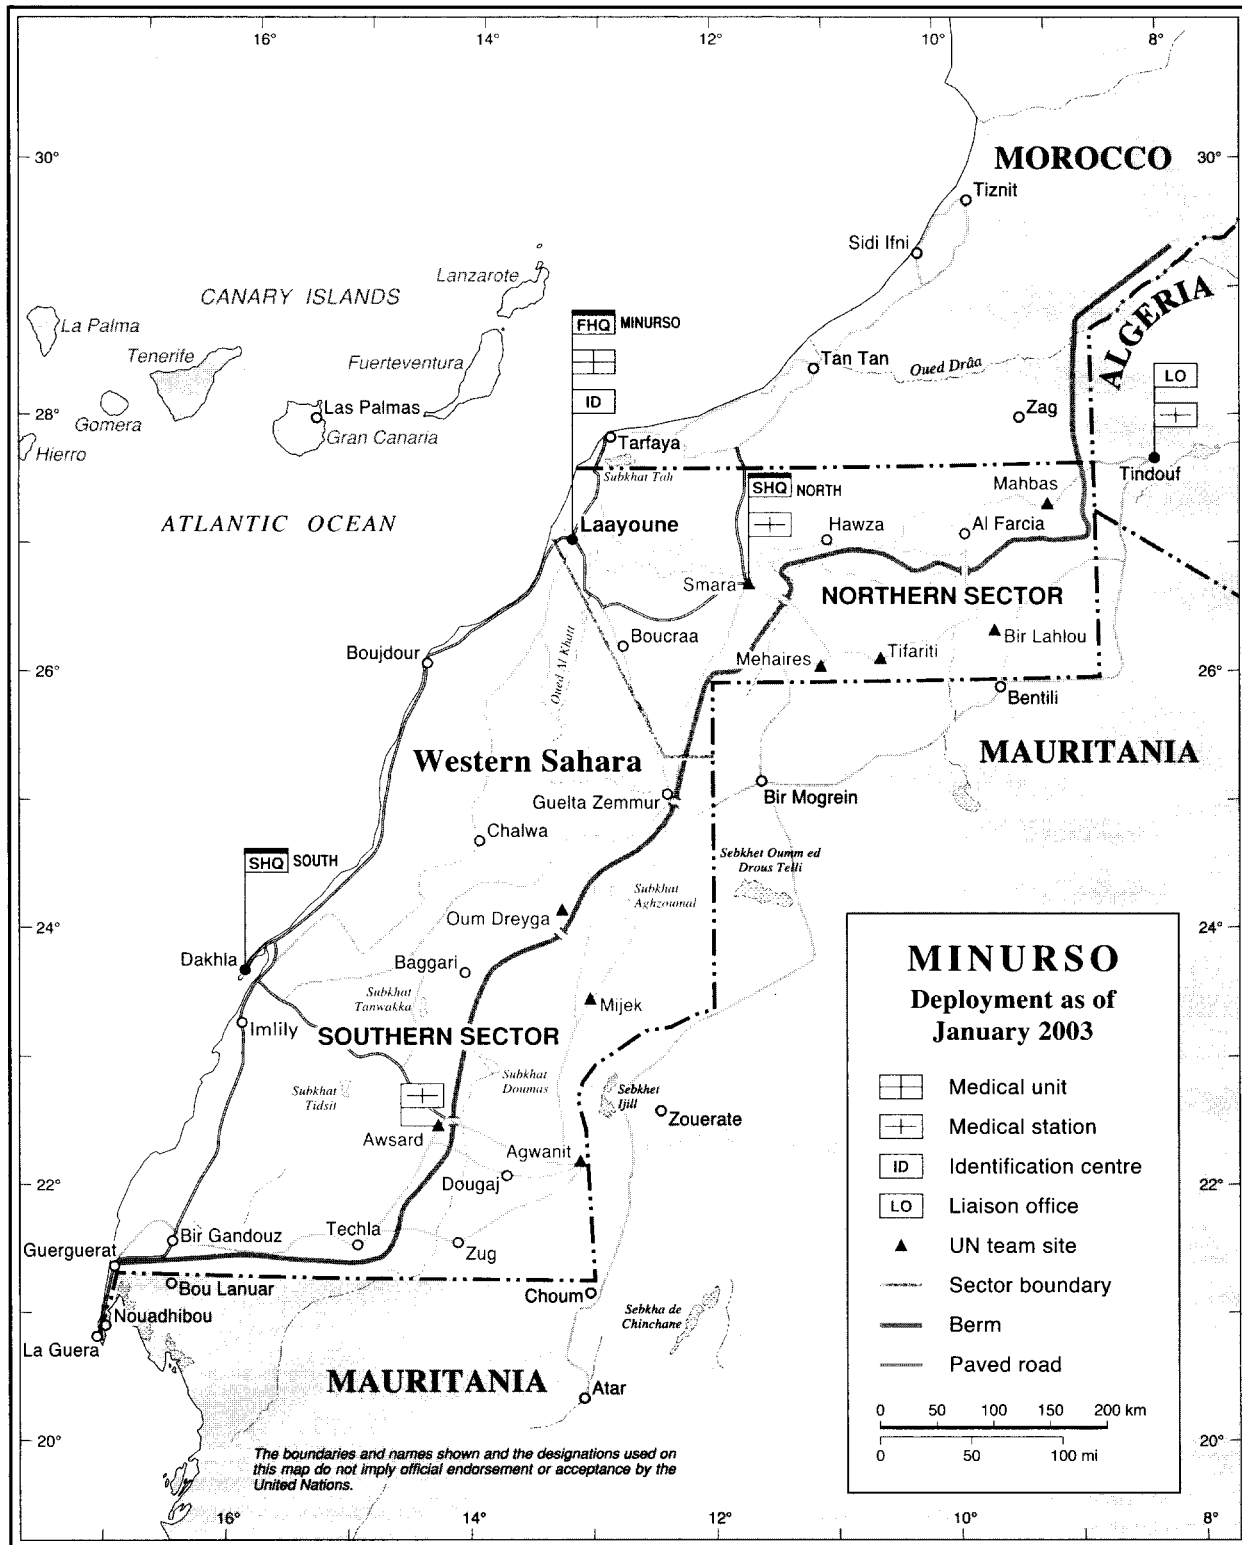 16°
14°
12°
10°
8°
30°
MOROCCO
30°
Tiznit
Sidi Ifni
Lanzarote
CANARY ISLANDS
ALGERIA
La Palma
FHQ MINURSO
Tenerife
Fuerteventura
Tan Tan
Oued Drâa
LO
ID
28°
Las Palmas
Zag
28°
Gomera
Gran Canaria
Tarfaya
Hierro
Subkhat Tah
Tindouf
SHQ NORTH
Mahbas
ATLANTIC OCEAN
Laayoune
Hawza
Al Farcia
Smara
NORTHERN SECTOR
Boucraa
Bir Lahlou
Boujdour
Mehaires
Tifariti
26°
Oued Al Khatt
26°
Bentili
Western Sahara
MAURITANIA
Guelta Zemmur
Bir Mogrein
Chalwa
SHQ SOUTH
Sebkhet Oumm ed
Drous Telli
Subkhat
Aghzoumal
Oum Dreyga
24°
24°
Dakhla
Baggari
Subkhat
Tanwakka
Mijek
Imlily
SOUTHERN SECTOR
Subkhat
Doumas
Subkhat
Tidsit
Sebkhet
Ijill
Zouerate
Awsard
Agwanit
22°
Dougaj
22°
Bir Gandouz
Techla
Zug
Guerguerat
Bou Lanuar
Choum
Nouadhibou
Sebkha de
Chinchane
La Guera
MAURITANIA
Atar
20°
20°
The boundaries and names shown and the designations used on
this map do not imply official endorsement or acceptance by the
United Nations.
16°
14°
12°
10°
8°
MINURSO
Deployment as of
January 2003
Medical unit
Medical station
ID Identification centre
LO Liaison office
UN team site
Sector boundary
Berm
Paved road
0 50 100 150 200 km
0 50 100 mi